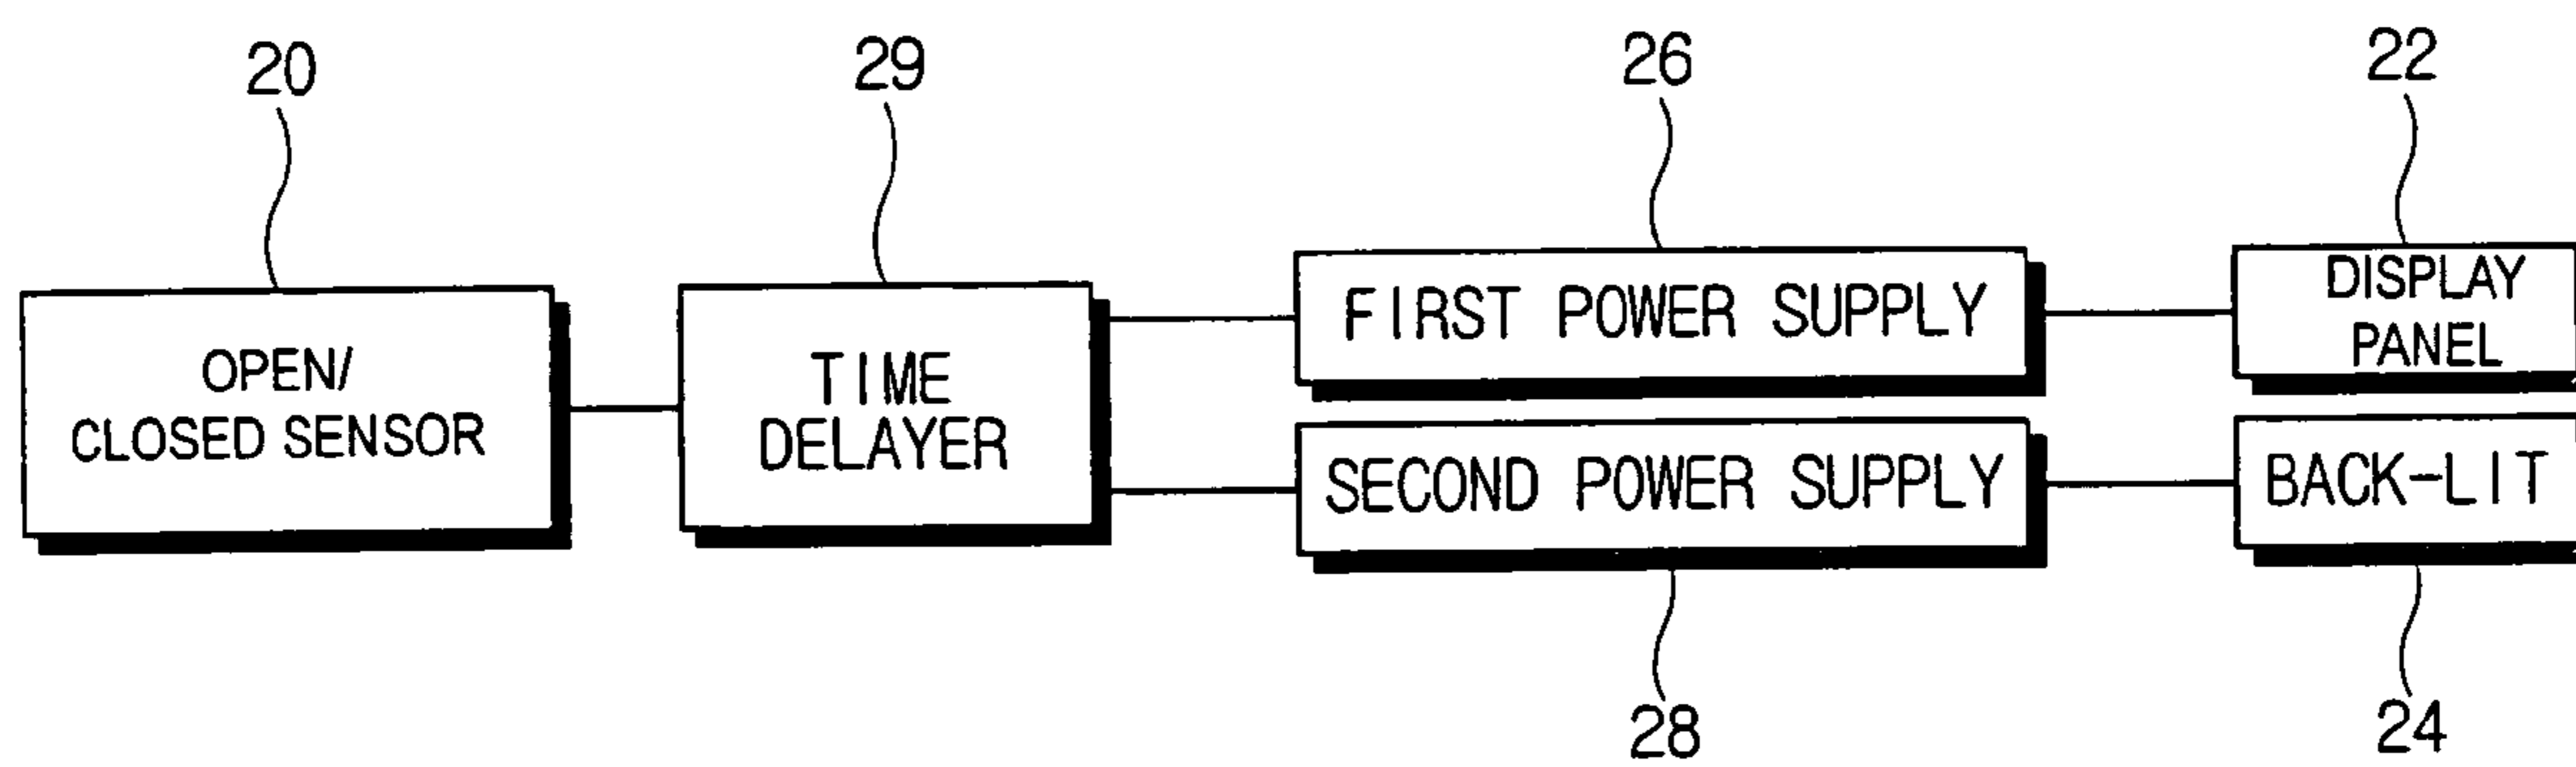 20
29
26
22
OPEN/
CLOSED SENSOR
TIME
DELAYER
FIRST POWER SUPPLY
DISPLAY
PANEL
SECOND POWER SUPPLY
BACK-LIT
28
24